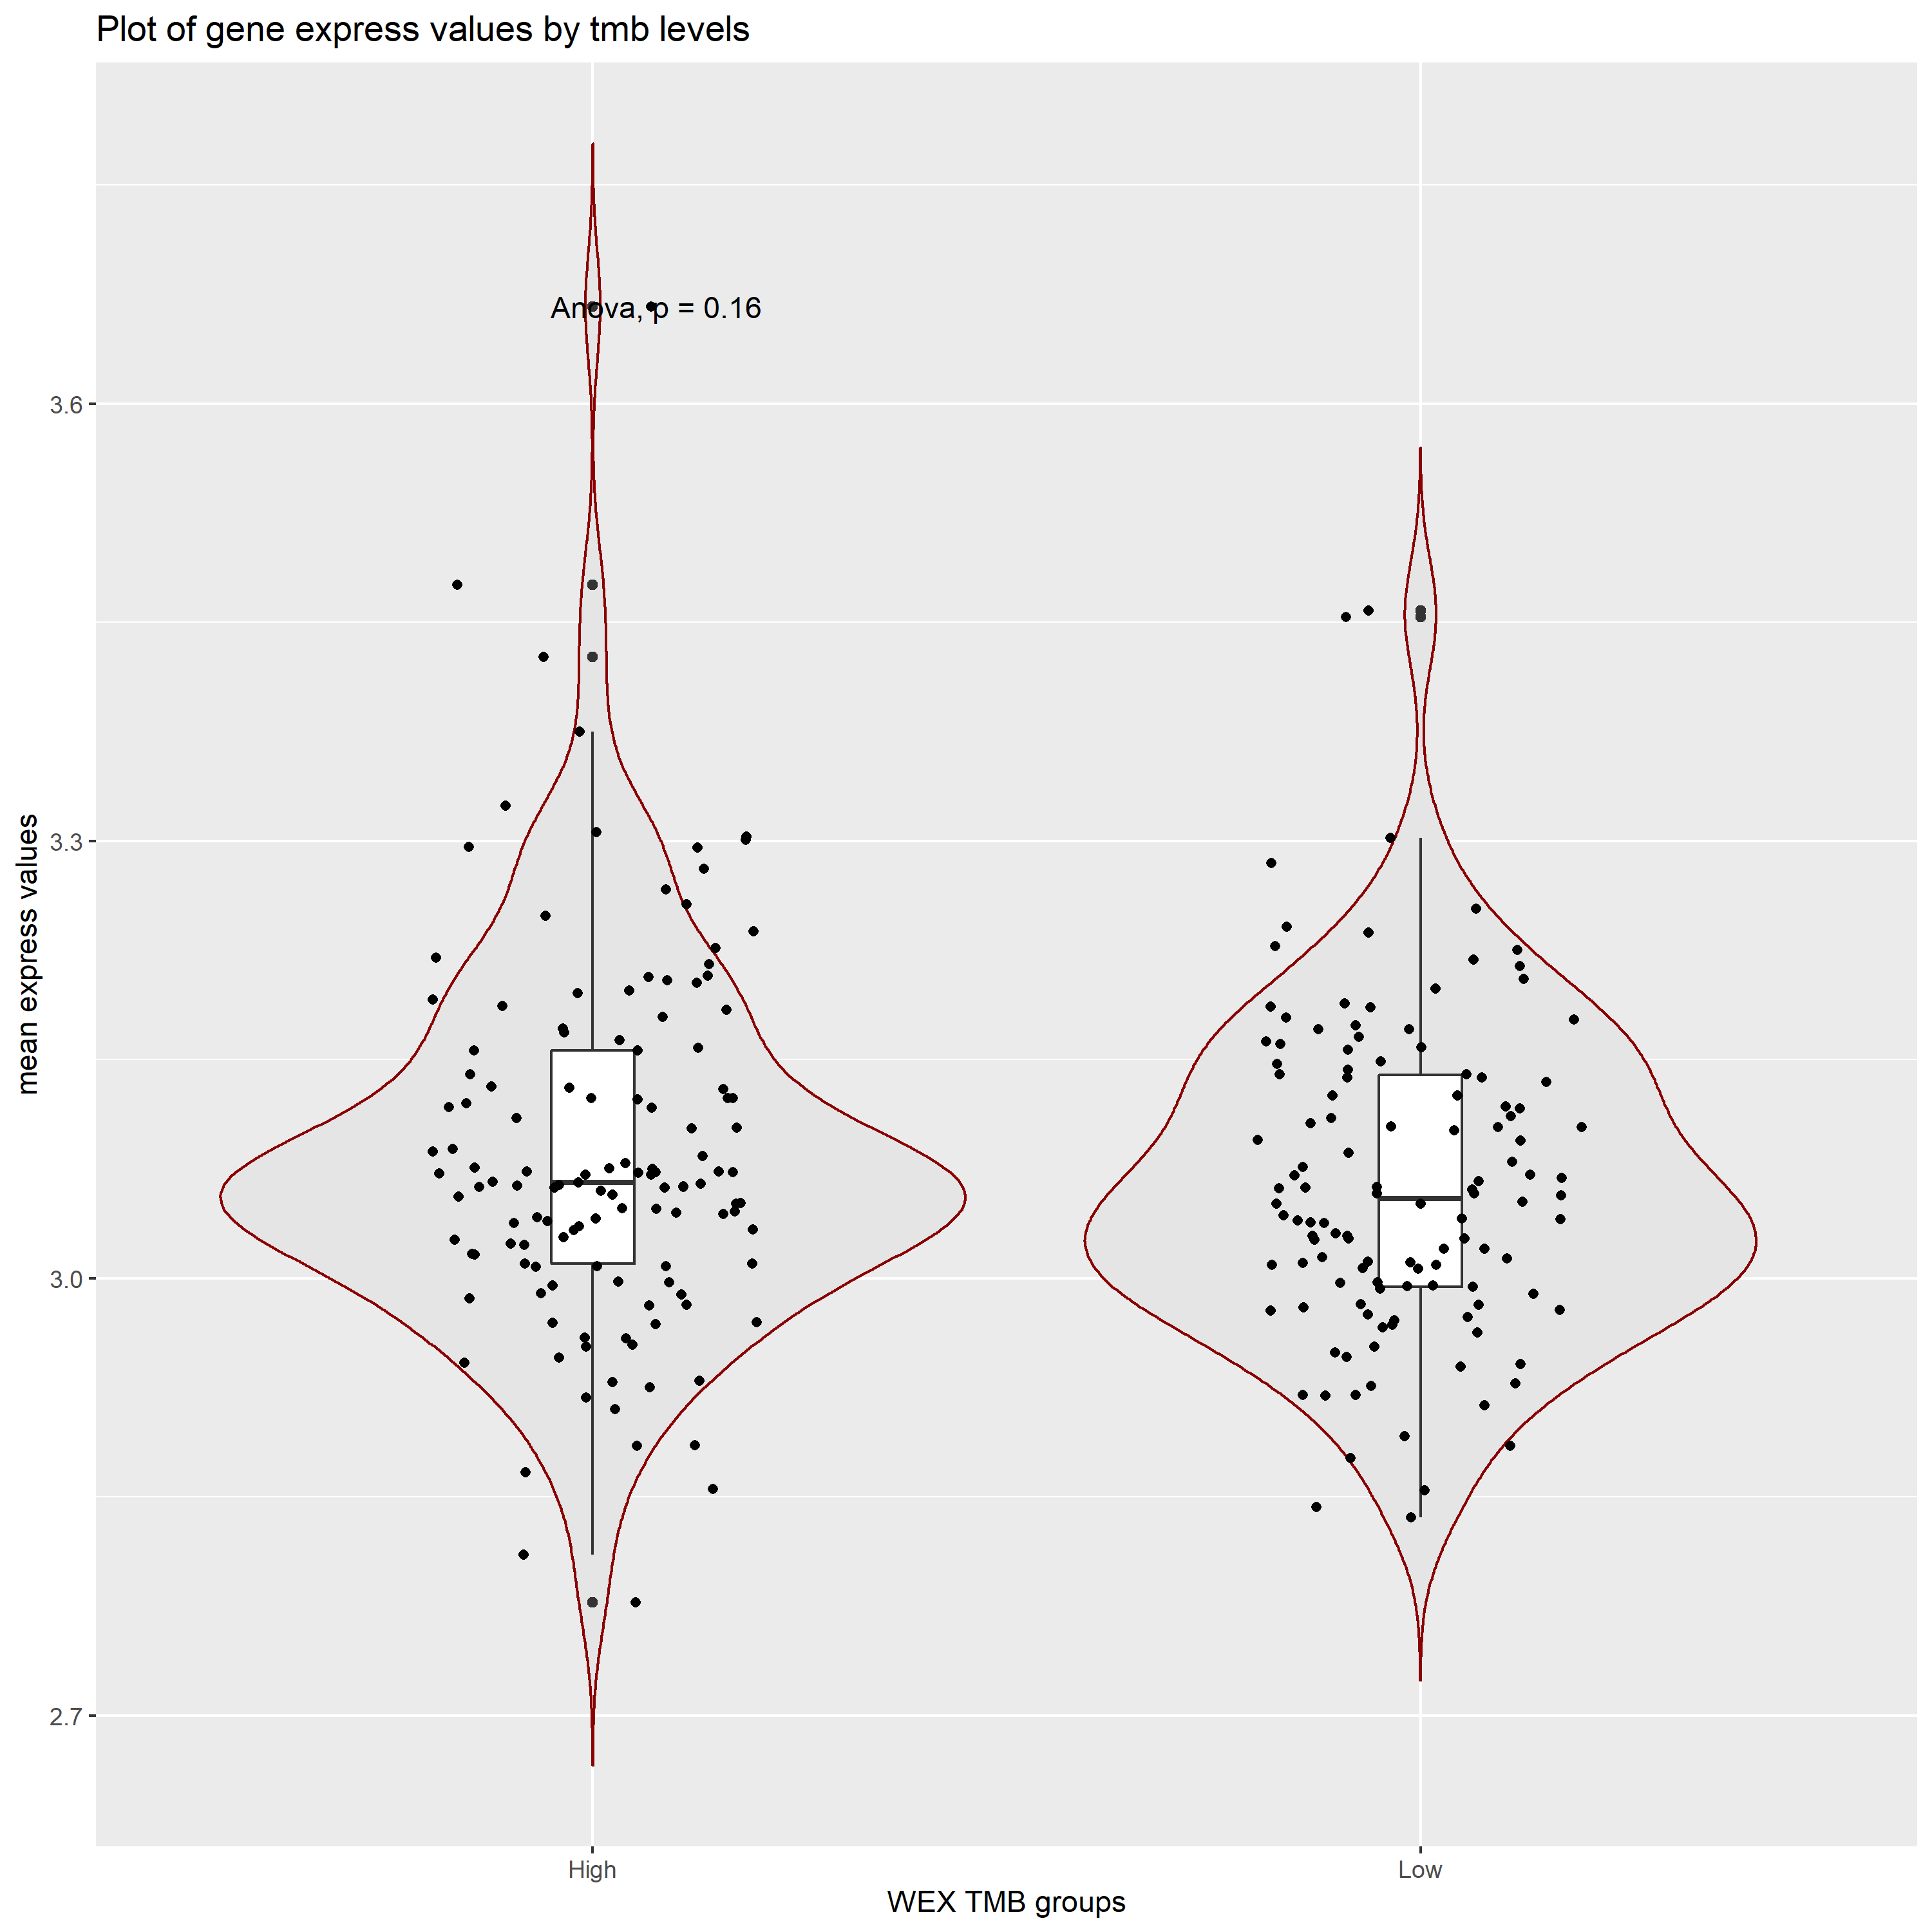 Plot of gene express values by tmb levels
Anova, p = 0.16
3.6
3.3
3.0
2.7
mean express values
High
Low
WEX TMB groups